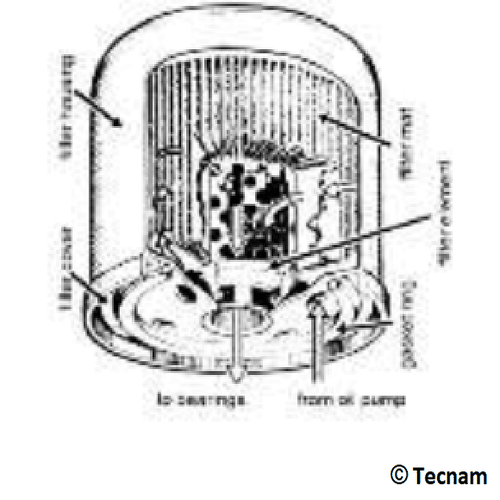 filter housing
filter mat
filter element
filter cover
gasket ring
to bearings
from oil pump
© Tecnam